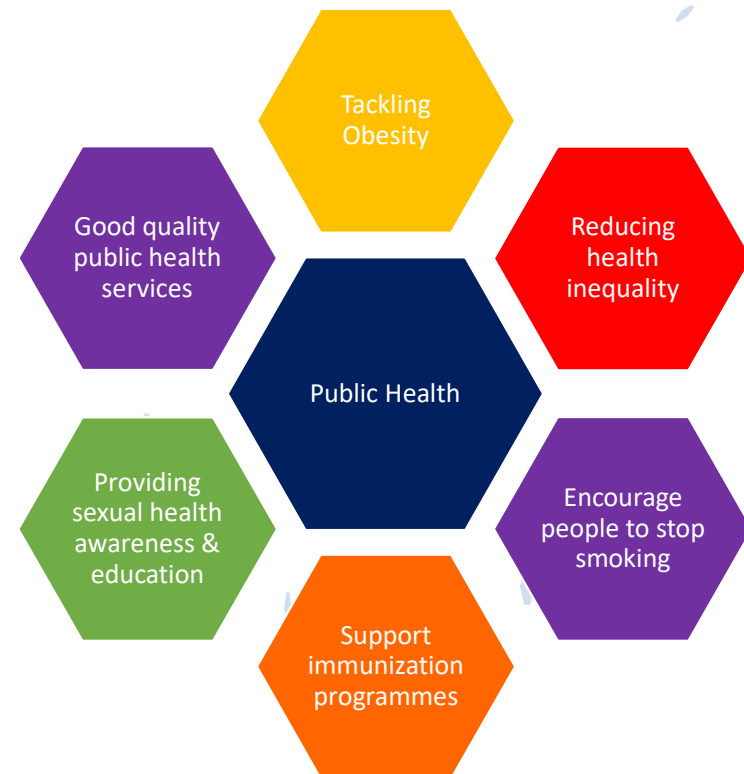 Tackling
Obesity
Reducing
health
inequality
Good quality
public health
services
Public Health
Encourage
people to stop
smoking
Providing
sexual health
awareness &
education
Support
immunization
programmes